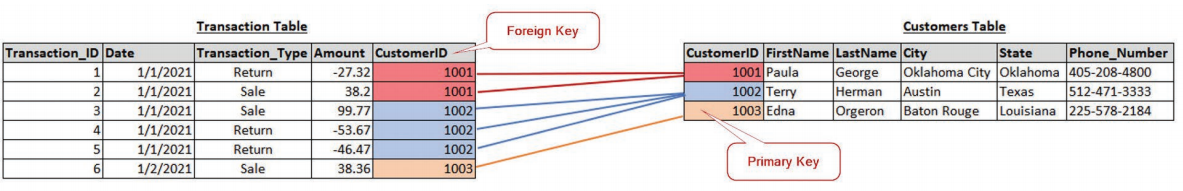 Transaction Table
Foreign Key
Customers Table
Transaction_ID Date Transaction_Type Amount CustomerID
1 1/1/2021 Return -27.32 1001
2 1/1/2021 Sale 38.2 1001
3 1/1/2021 Sale 99.77 1002
4 1/1/2021 Return -53.67 1002
5 1/1/2021 Return -46.47 1002
6 1/2/2021 Sale 38.36 1003
CustomerID FirstName LastName City State Phone_Number
1001 Paula George Oklahoma City Oklahoma 405-208-4800
1002 Terry Herman Austin Texas 512-471-3333
1003 Edna Orgeron Baton Rouge Louisiana 225-578-2184
Primary Key